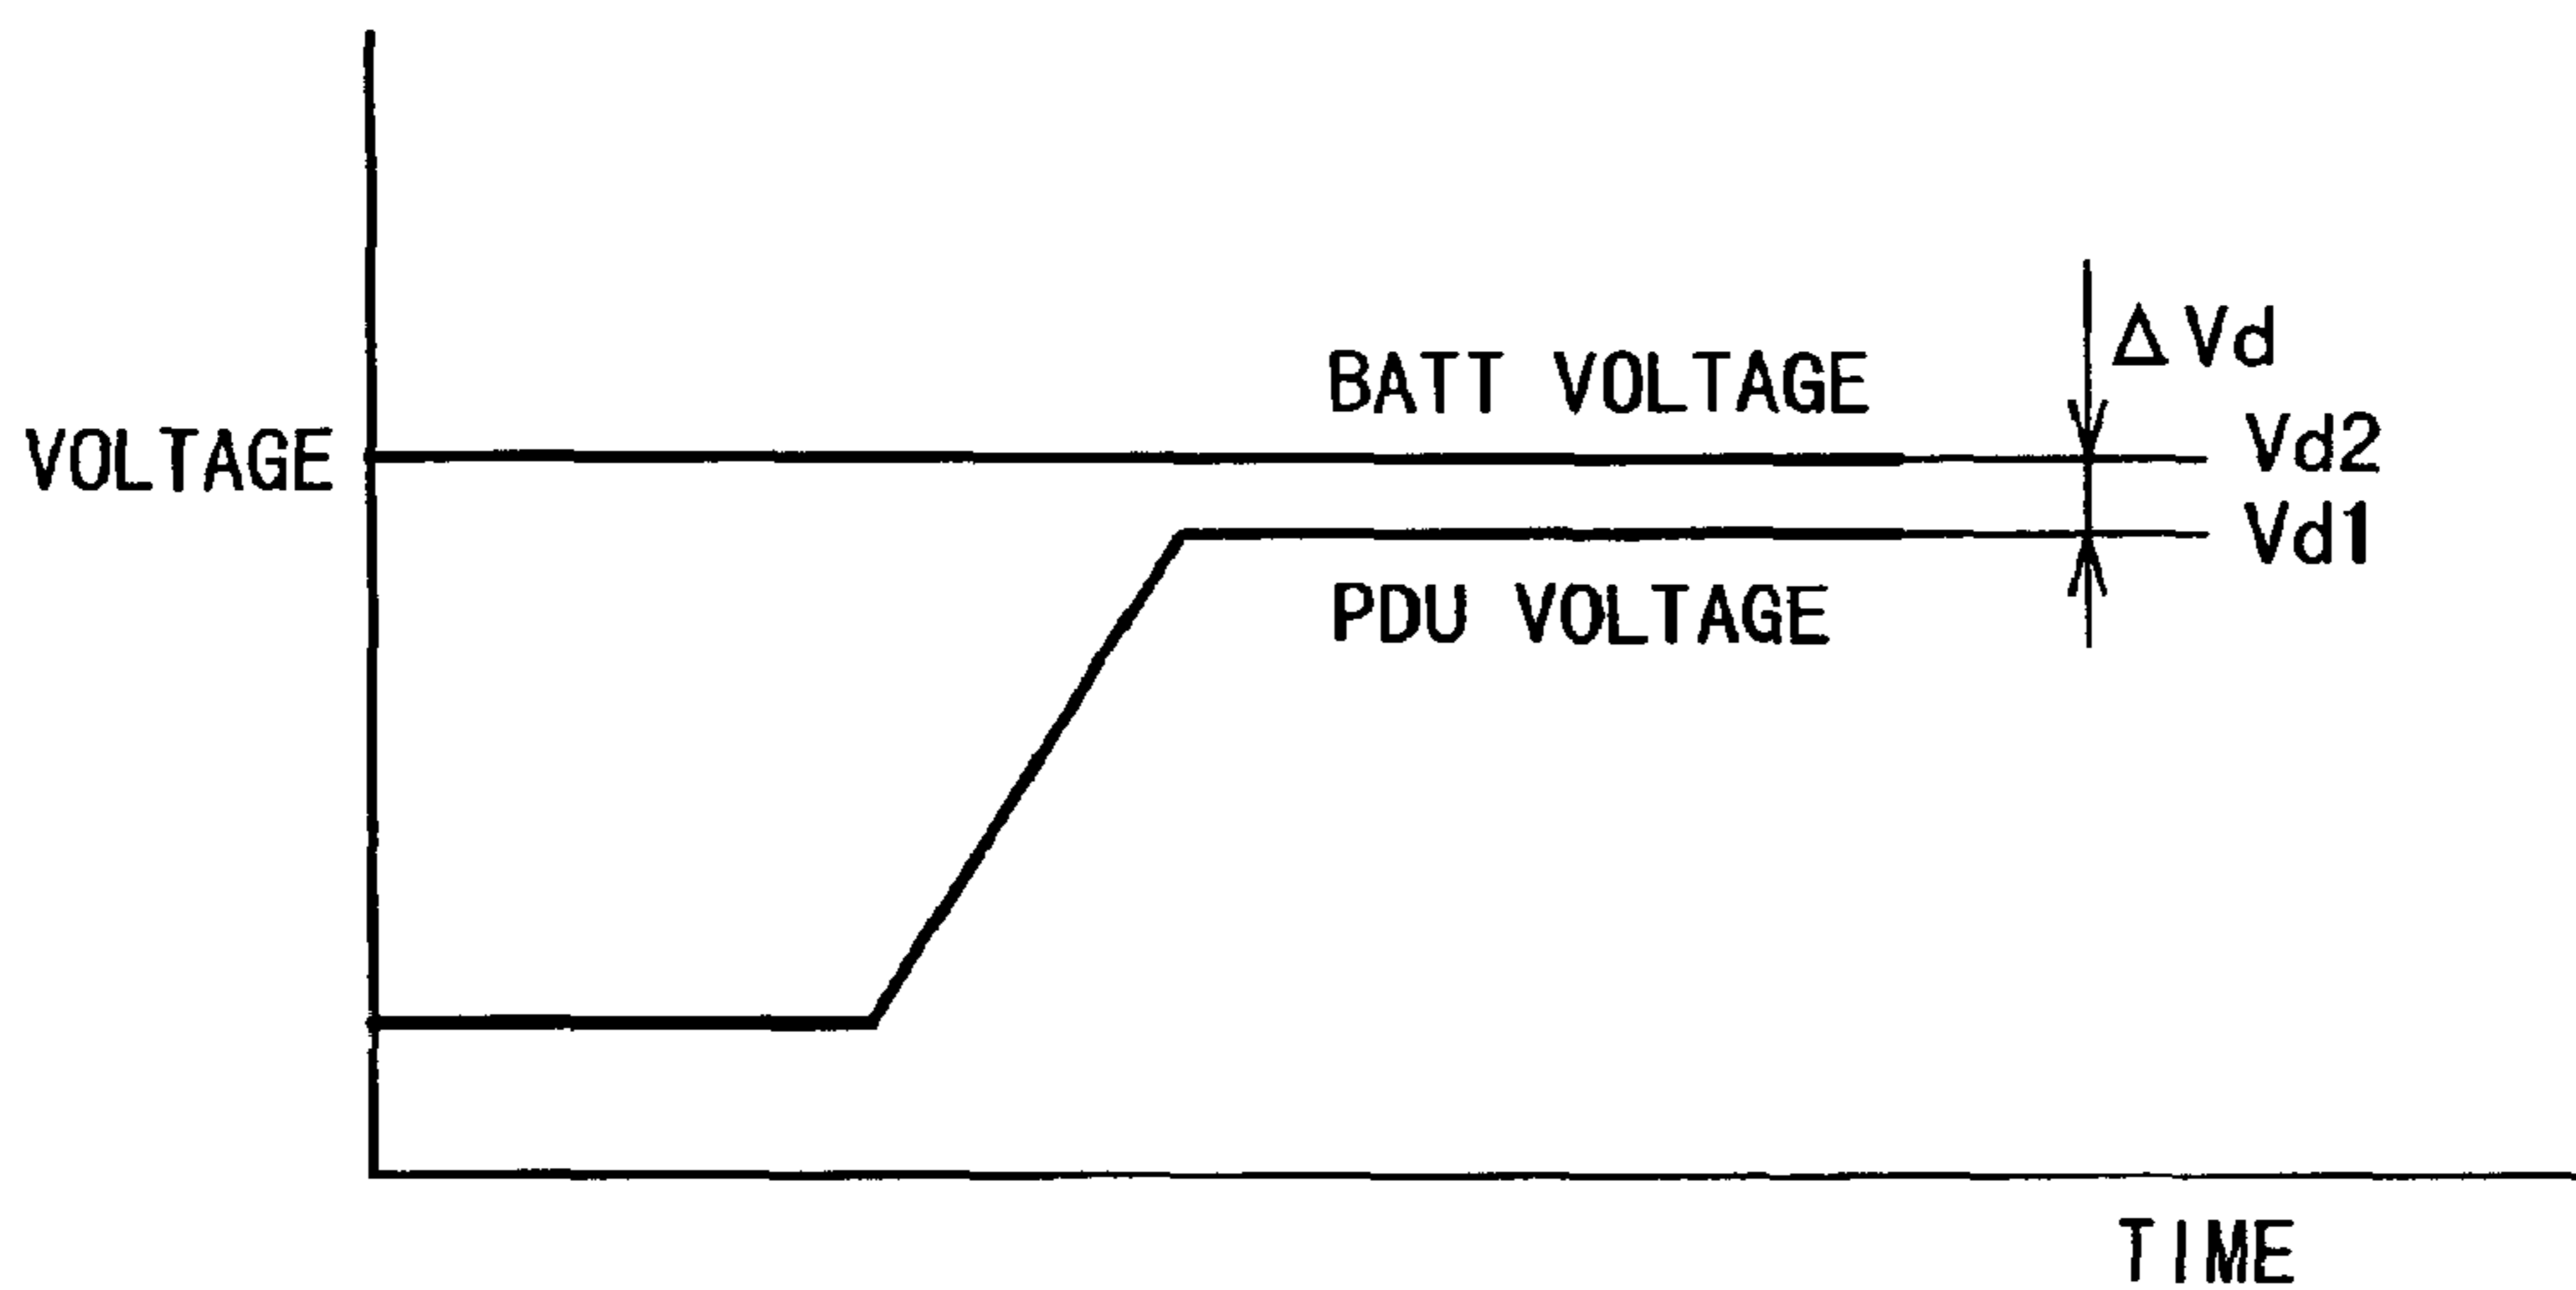 ΔVd
BATT VOLTAGE
VOLTAGE
Vd2
Vd1
PDU VOLTAGE
TIME